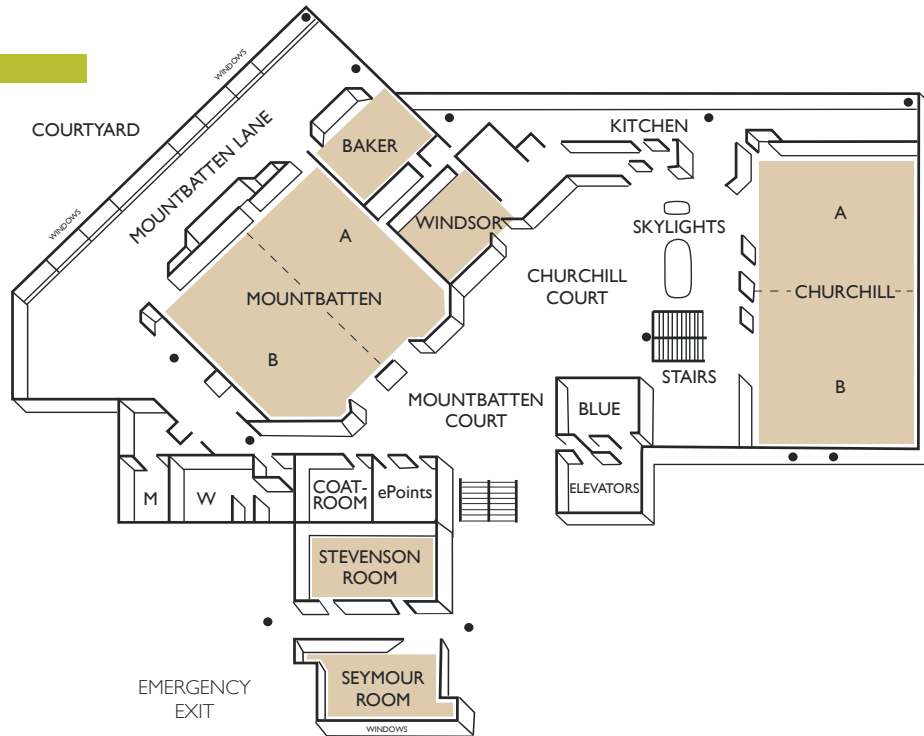 WINDOWS
COURTYARD
MOUNTBATTEN LANE
WINDOWS
BAKER
KITCHEN
WINDSOR
SKYLIGHTS
A
A
CHURCHILL
COURT
MOUNTBATTEN
CHURCHILL
B
STAIRS
B
MOUNTBATTEN
COURT
BLUE
M
W
COAT-
ROOM
ePoints
ELEVATORS
STEVENSON
ROOM
SEYMOUR
ROOM
EMERGENCY
EXIT
WINDOWS